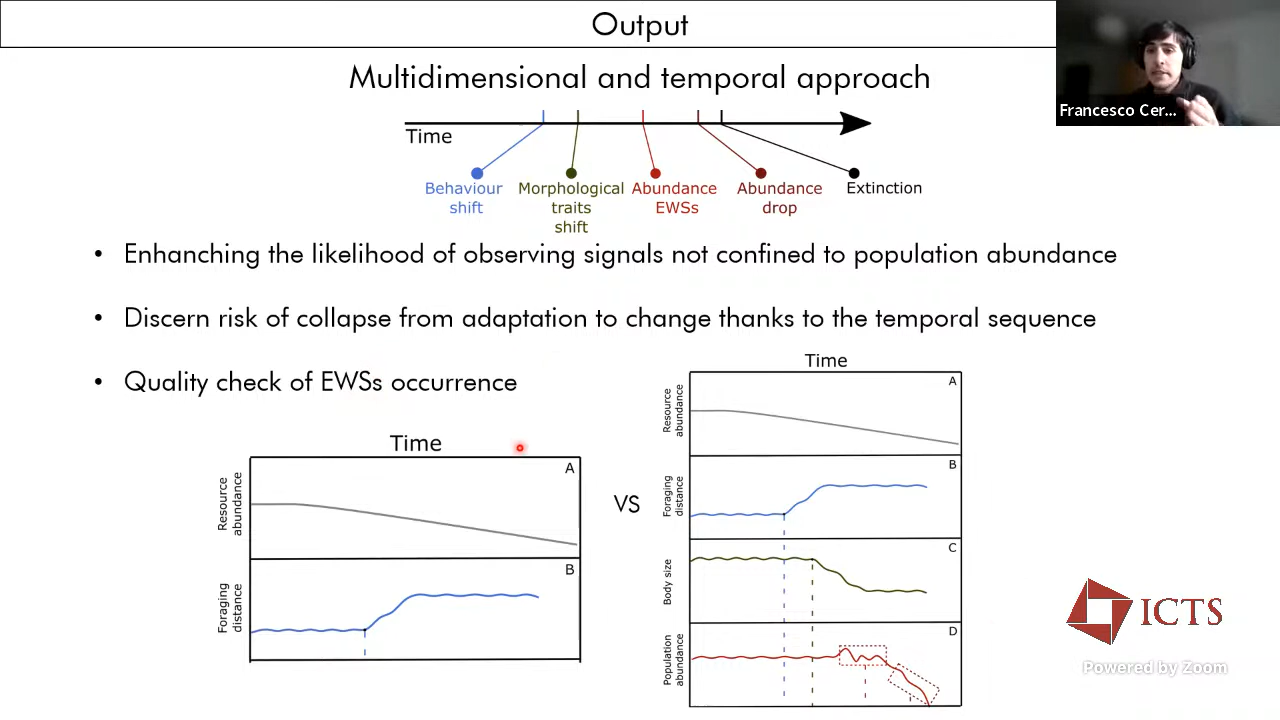 Output
Francesco Cer...
Multidimensional and temporal approach
Time
Behaviour
shift
Morphological
traits
shift
Abundance
EWSs
Abundance
drop
Extinction
• Enhanching the likelihood of observing signals not confined to population abundance
• Discern risk of collapse from adaptation to change thanks to the temporal sequence
• Quality check of EWSs occurrence
Time
A
Resource
abundance
B
Foraging
distance
VS
Time
A
Resource
abundance
B
Foraging
distance
C
Body size
D
Population
abundance
ICTS
Powered by Zoom